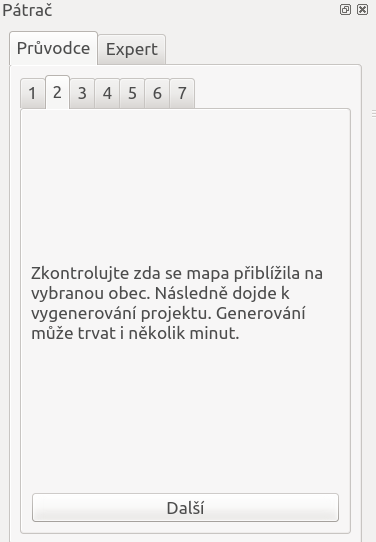 Pátrač
Průvodce Expert
1 2 3 4 5 6 7
Zkontrolujte zda se mapa přiblížila na
vybranou obec. Následně dojde k
vygenerování projektu. Generování
může trvat i několik minut.
Další